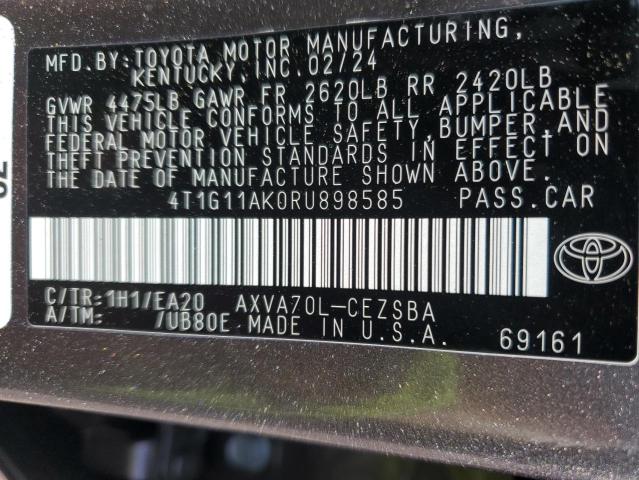 MFD.BY: TOYOTA MOTOR MANUFACTURING,
KENTUCKY, INC. 02/24
GVWR 4475LB GAWR FR 2620LB RR 2420LB
THIS VEHICLE CONFORMS TO ALL APPLICABLE
FEDERAL MOTOR VEHICLE SAFETY, BUMPER AND
THEFT PREVENTION STANDARDS IN EFFECT ON
THE DATE OF MANUFACTURE SHOWN ABOVE.
4T1G11AK0RU898585 PASS.CAR
C/TR: 1H1/EA20 AXVA70L-CEZSBA
A/TM: /UB80E MADE IN U.S.A.
69161